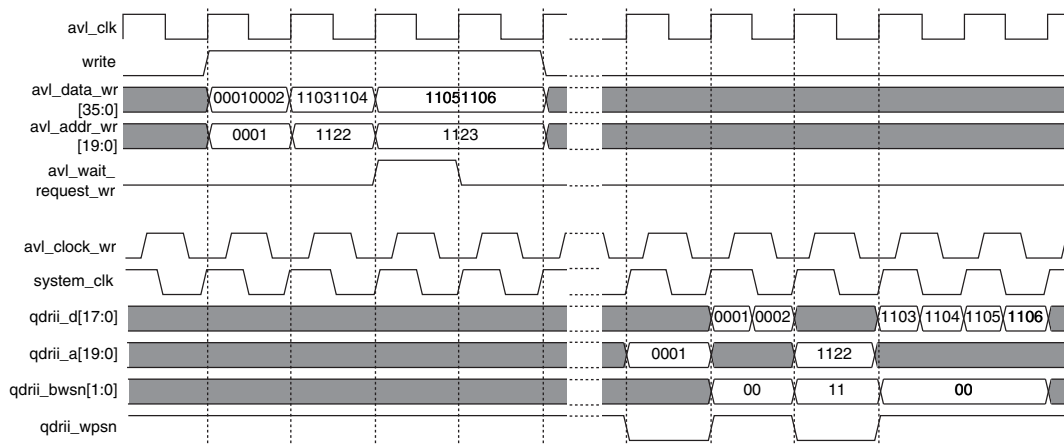 avl_clk
write
avl_data_wr
[35:0]
00010002 11031104 11051106
avl_addr_wr
[19:0]
0001 1122 1123
avl_wait_
request_wr
avl_clock_wr
system_clk
qdrii_d[17:0] 0001 0002 1103 1104 1105 1106
qdrii_a[19:0] 0001 1122
qdrii_bwsn[1:0] 00 11 00
qdrii_wpsn